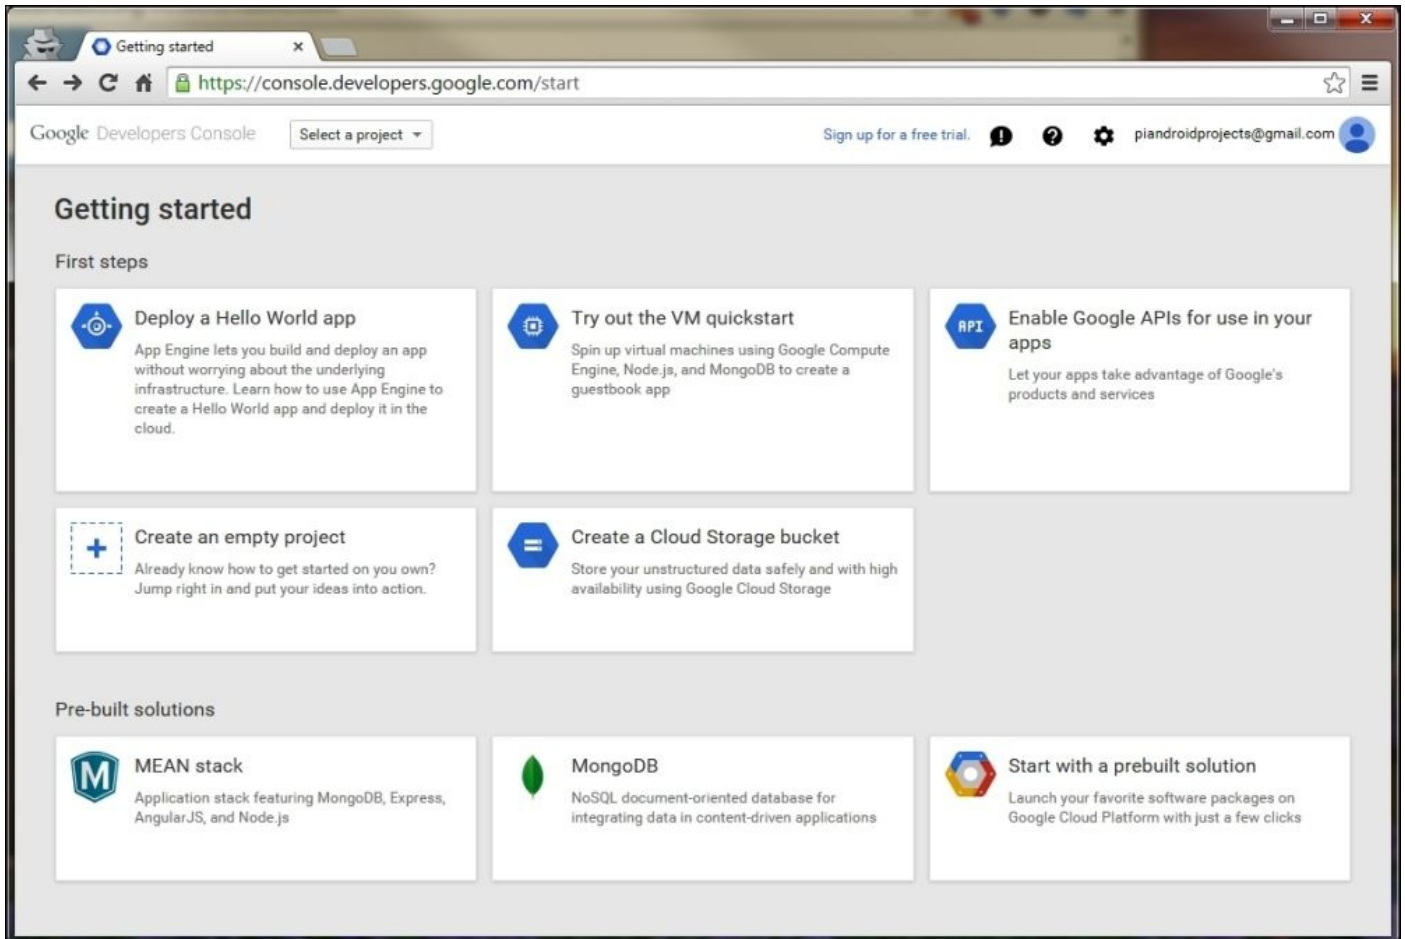 Getting started
https://console.developers.google.com/start
Google Developers Console
Select a project
Sign up for a free trial.
piandroidprojects@gmail.com
Getting started
First steps
Deploy a Hello World app
App Engine lets you build and deploy an app
without worrying about the underlying
infrastructure. Learn how to use App Engine to
create a Hello World app and deploy it in the
cloud.
Try out the VM quickstart
Spin up virtual machines using Google Compute
Engine, Node.js, and MongoDB to create a
guestbook app
API
Enable Google APIs for use in your
apps
Let your apps take advantage of Google's
products and services
Create an empty project
Already know how to get started on you own?
Jump right in and put your ideas into action.
Create a Cloud Storage bucket
Store your unstructured data safely and with high
availability using Google Cloud Storage
Pre-built solutions
M
MEAN stack
Application stack featuring MongoDB, Express,
AngularJS, and Node.js
MongoDB
NoSQL document-oriented database for
integrating data in content-driven applications
Start with a prebuilt solution
Launch your favorite software packages on
Google Cloud Platform with just a few clicks